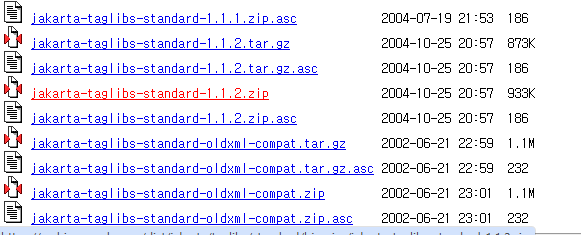 jakarta-taglibs-standard-1.1.1.zip.asc 2004-07-19 21:53 186
jakarta-taglibs-standard-1.1.2.tar.gz 2004-10-25 20:57 873K
jakarta-taglibs-standard-1.1.2.tar.gz.asc 2004-10-25 20:57 186
jakarta-taglibs-standard-1.1.2.zip 2004-10-25 20:57 933K
jakarta-taglibs-standard-1.1.2.zip.asc 2004-10-25 20:57 186
jakarta-taglibs-standard-oldxml-compat.tar.gz 2002-06-21 22:59 1.1M
jakarta-taglibs-standard-oldxml-compat.tar.gz.asc 2002-06-21 22:59 232
jakarta-taglibs-standard-oldxml-compat.zip 2002-06-21 23:01 1.1M
jakarta-taglibs-standard-oldxml-compat.zip.asc 2002-06-21 23:01 232